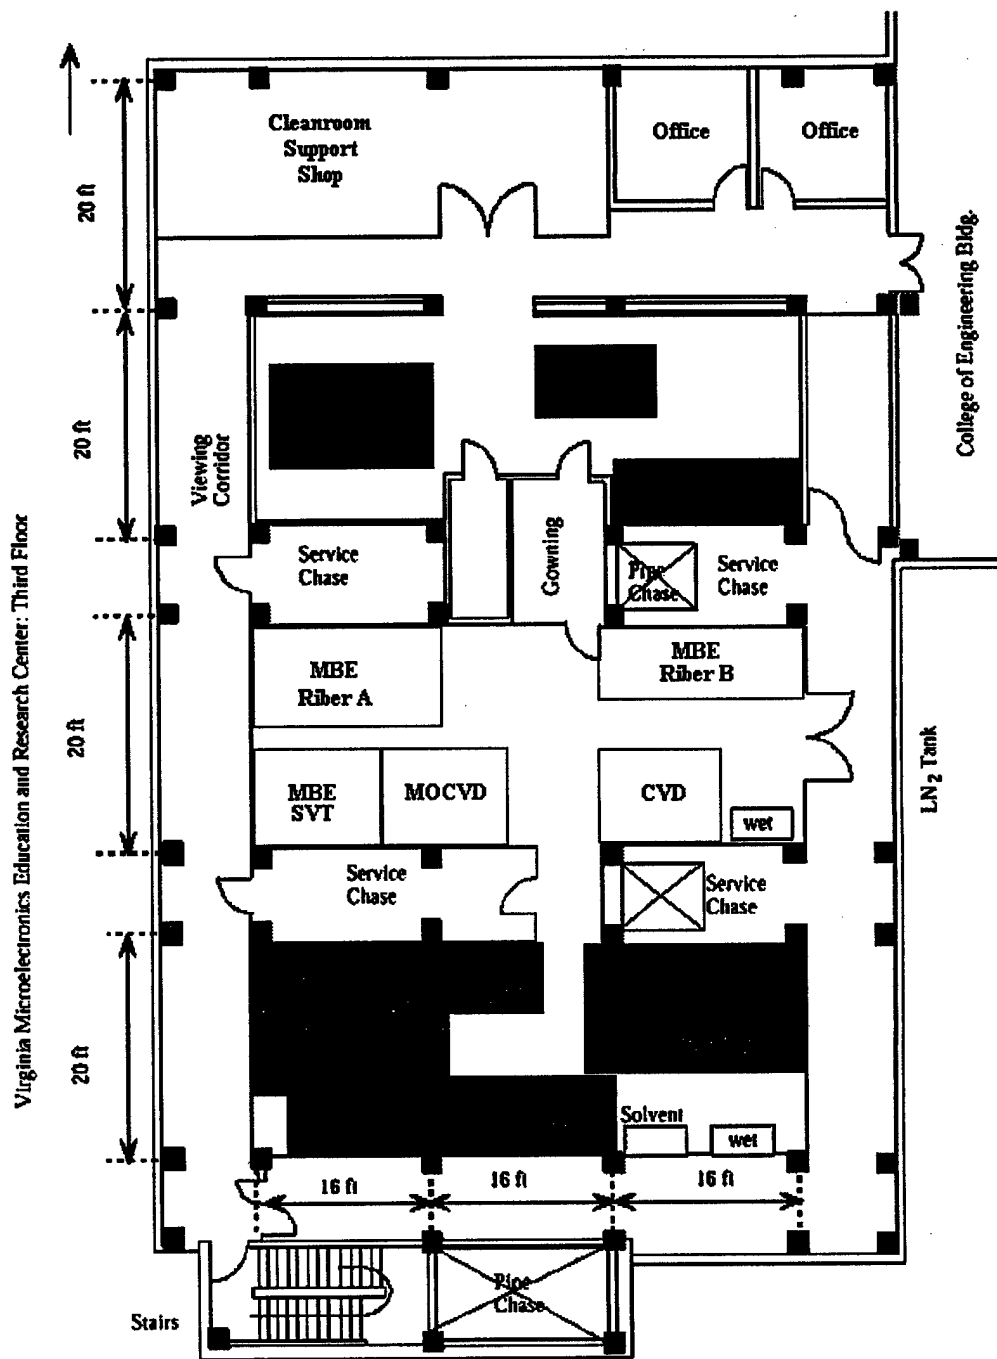 Cleanroom
Support
Shop
Office
Office
20 ft
College of Engineering Bldg.
20 ft
Viewing
Corridor
Virginia Microelectronics Education and Research Center: Third Floor
Service
Chase
Gowning
Pipe
Chase
Service
Chase
MBE
Riber A
MBE
Riber B
20 ft
MBE
SVT
MOCVD
CVD
wet
LN2 Tank
Service
Chase
Service
Chase
20 ft
Solvent
wet
16 ft
16 ft
16 ft
Pipe
Chase
Stairs